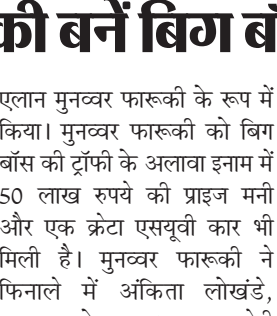 की बनें बिग
एलान मुनव्वर फारूकी के रूप में
किया। मुनव्वर फारूकी को बिग
बॉस की ट्रॉफी के अलावा इनाम में
50 लाख रुपये की प्राइज मनी
और एक क्रेटा एसयूवी कार भी
मिली है। मुनव्वर फारूकी ने
फिनाले में अंकिता लोखंडे,